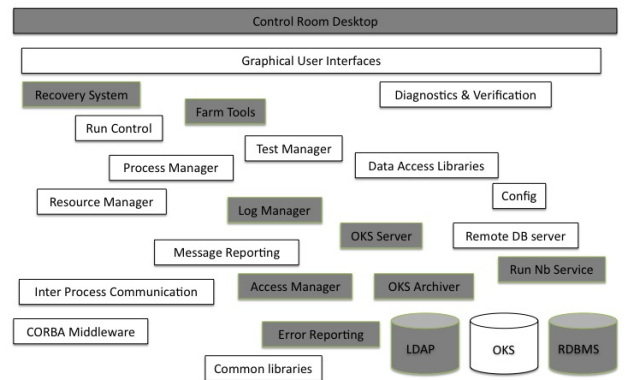 Control Room Desktop
Graphical User Interfaces
Recovery System
Diagnostics & Verification
Farm Tools
Run Control
Test Manager
Process Manager
Data Access Libraries
Resource Manager
Config
Log Manager
OKS Server
Remote DB server
Message Reporting
Run Nb Service
Inter Process Communication
Access Manager
OKS Archiver
CORBA Middleware
Error Reporting
LDAP
OKS
RDBMS
Common libraries